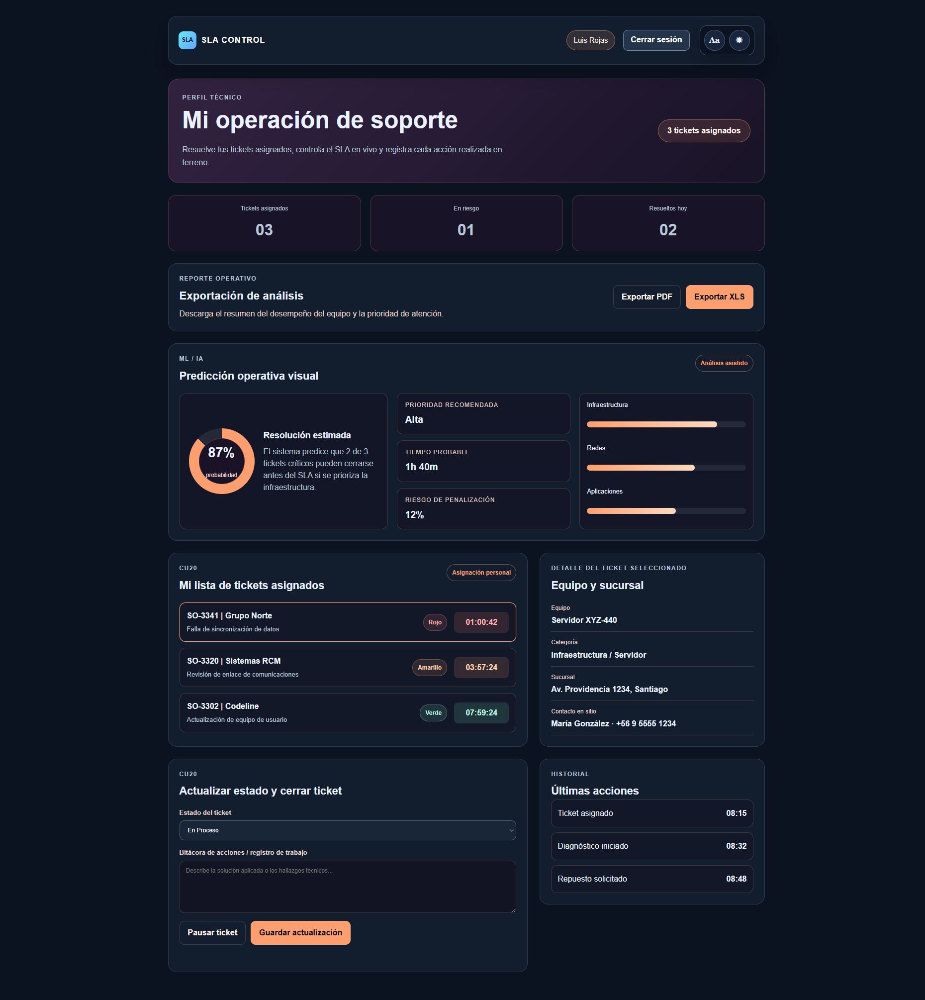 SLA
SLA CONTROL
Luis Rojas
Cerrar sesión
Aa
PERFIL TÉCNICO
Mi operación de soporte
Resuelve tus tickets asignados, controla el SLA en vivo y registra cada acción realizada en
terreno.
3 tickets asignados
Tickets asignados
03
En riesgo
01
Resueltos hoy
02
REPORTE OPERATIVO
Exportación de análisis
Descarga el resumen del desempeño del equipo y la prioridad de atención.
Exportar PDF
Exportar XLS
ML / IA
Predicción operativa visual
Análisis asistido
87%
probabilidad
Resolución estimada
El sistema predice que 2 de 3
tickets críticos pueden cerrarse
antes del SLA si se prioriza la
infraestructura.
PRIORIDAD RECOMENDADA
Alta
TIEMPO PROBABLE
1h 40m
RIESGO DE PENALIZACIÓN
12%
Infraestructura
Redes
Aplicaciones
CU20
Mi lista de tickets asignados
Asignación personal
SO-3341 | Grupo Norte
Falla de sincronización de datos
Rojo
01:00:42
SO-3320 | Sistemas RCM
Revisión de enlace de comunicaciones
Amarillo
03:57:24
SO-3302 | Codeline
Actualización de equipo de usuario
Verde
07:59:24
DETALLE DEL TICKET SELECCIONADO
Equipo y sucursal
Equipo
Servidor XYZ-440
Categoría
Infraestructura / Servidor
Sucursal
Av. Providencia 1234, Santiago
Contacto en sitio
María González · +56 9 5555 1234
CU20
Actualizar estado y cerrar ticket
Estado del ticket
En Proceso
Bitácora de acciones / registro de trabajo
Describe la solución aplicada o los hallazgos técnicos...
Pausar ticket
Guardar actualización
HISTORIAL
Últimas acciones
Ticket asignado
08:15
Diagnóstico iniciado
08:32
Repuesto solicitado
08:48